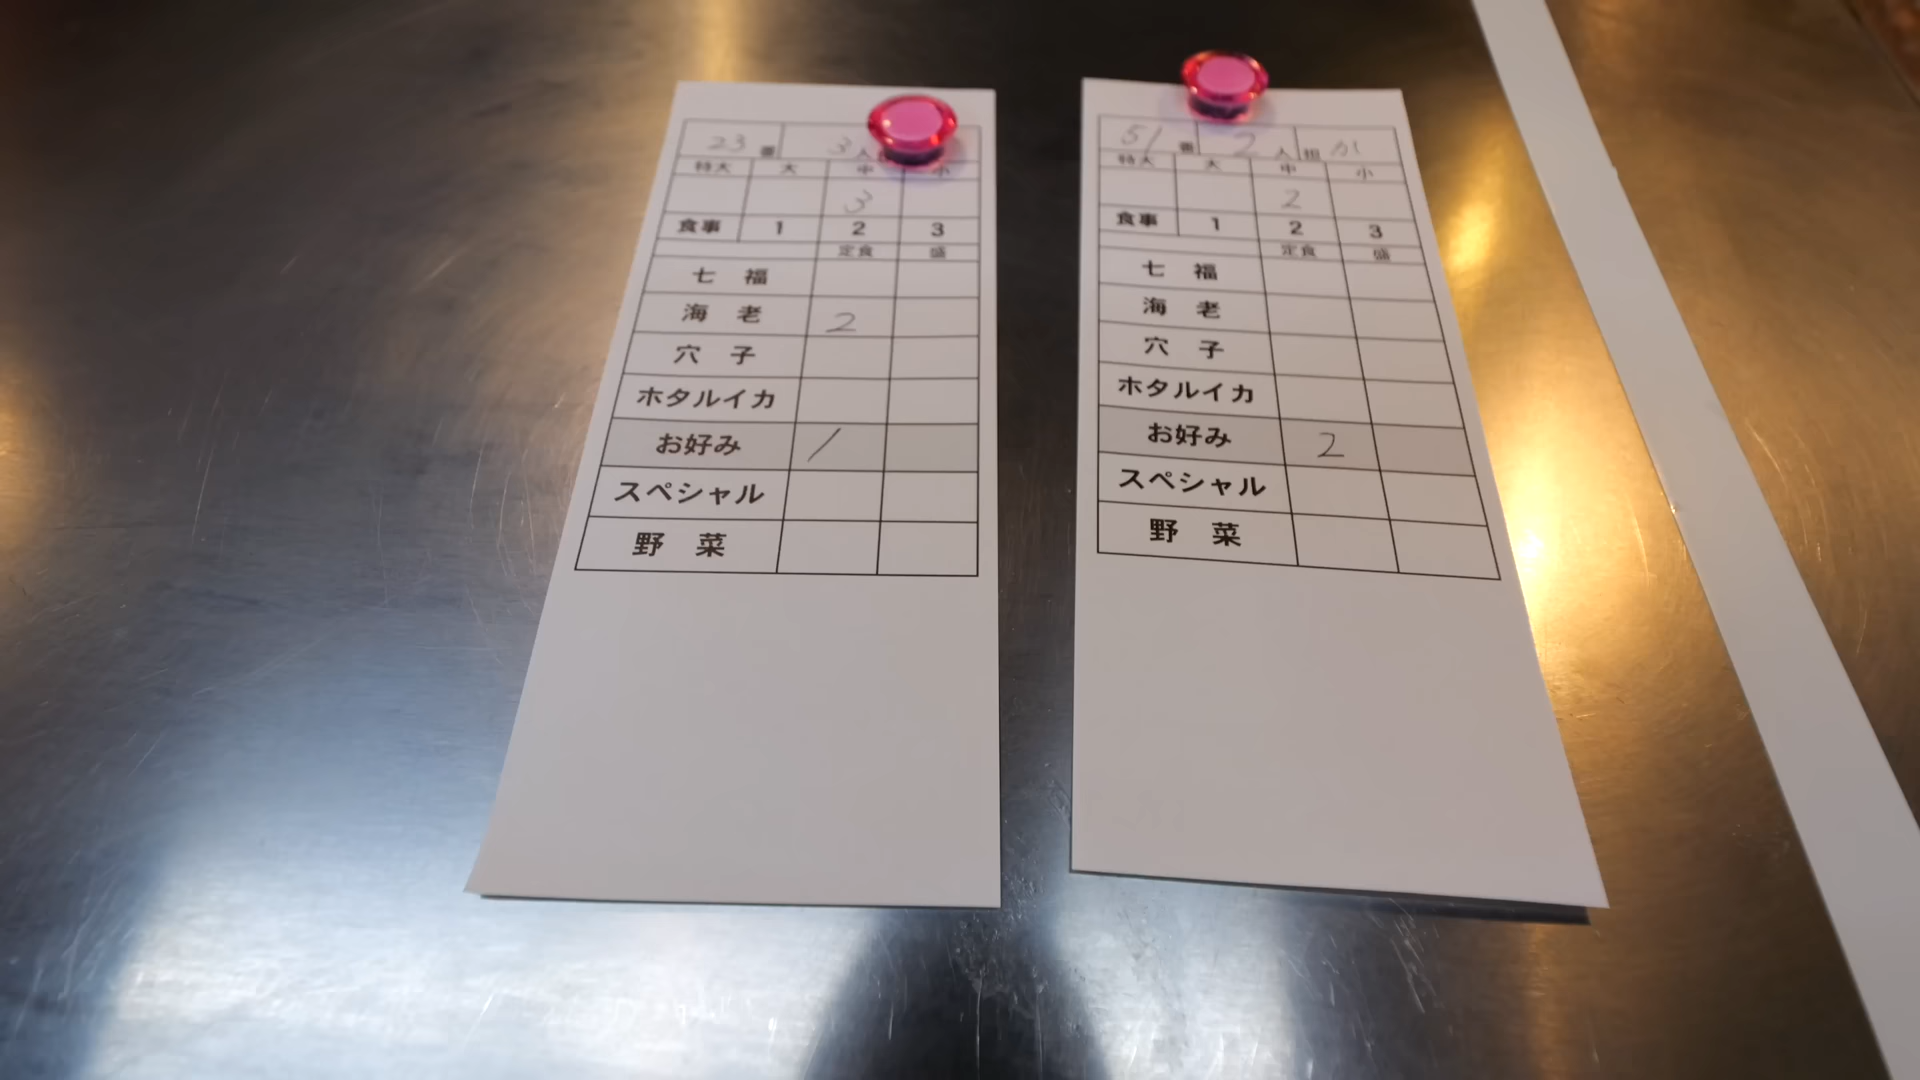 23 番 3 人
特大 大 中 小
3
食事 1 2 3
定食 盛
七 福
海 老 2
穴 子
ホタルイカ
お好み 1
スペシャル
野 菜
51 番 2 人 担 が
特大 大 中 小
2
食事 1 2 3
定食 盛
七 福
海 老
穴 子
ホタルイカ
お好み 2
スペシャル
野 菜